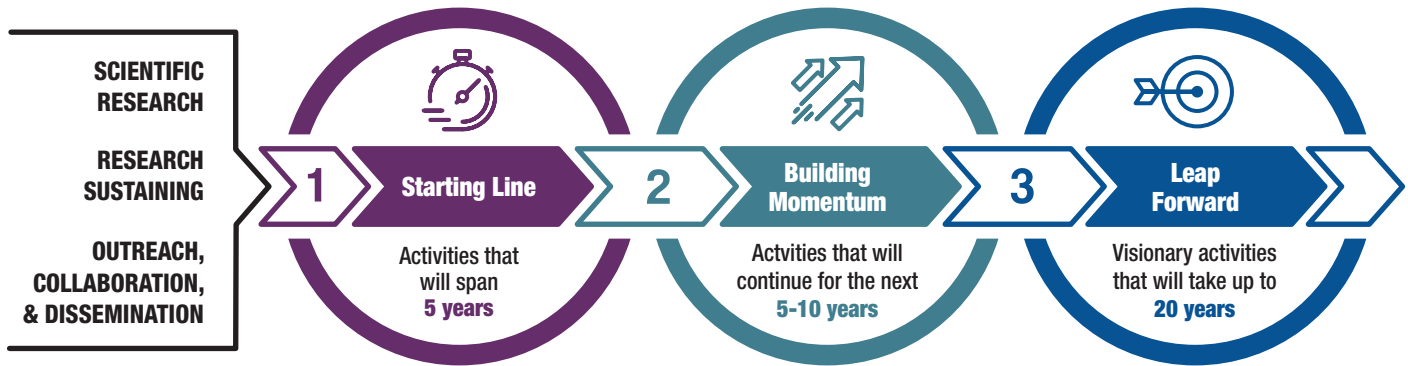 SCIENTIFIC
RESEARCH
RESEARCH
SUSTAINING
OUTREACH,
COLLABORATION,
& DISSEMINATION
1
Starting Line
Activities that
will span
5 years
2
Building
Momentum
Actvities that will
continue for the next
5-10 years
3
Leap
Forward
Visionary activities
that will take up to
20 years